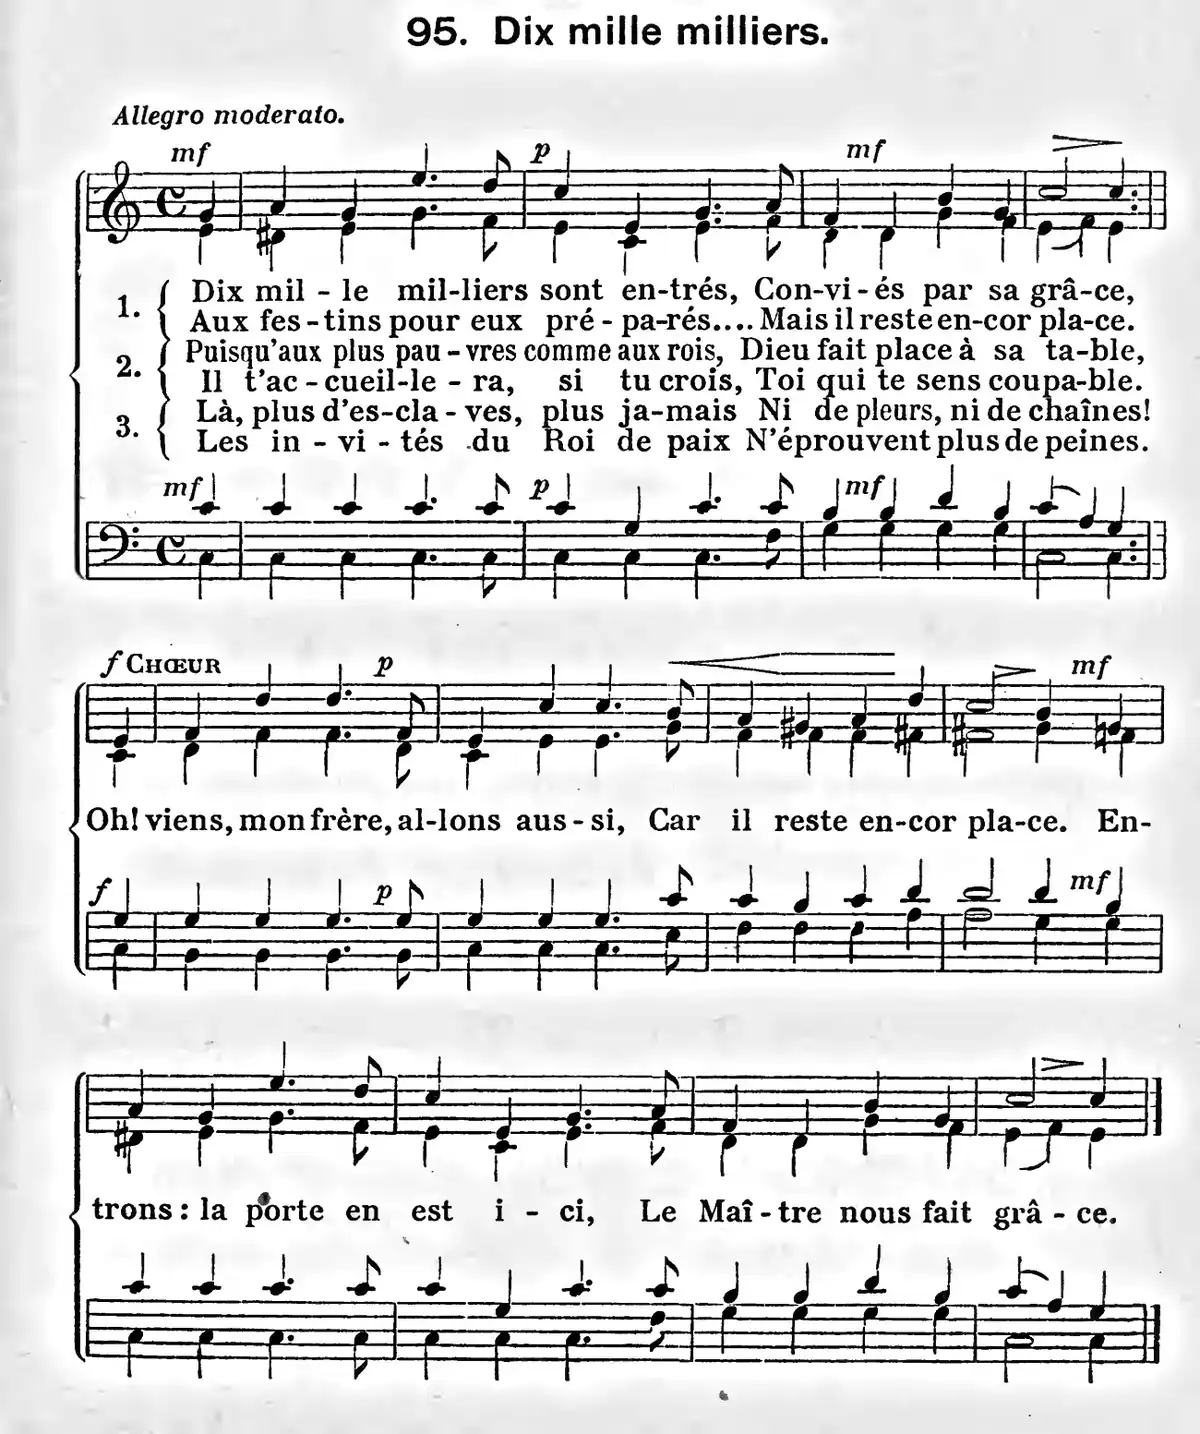 95. Dix mille milliers.
Allegro moderato.
mf p mf
1. Dix mil - le mil-liers sont en-trés, Con-vi-és par sa grâ-ce,
Aux fes-tins pour eux pré - pa-rés.... Mais il reste en-cor pla-ce.
2. Puisqu'aux plus pau-vres comme aux rois, Dieu fait place à sa ta-ble,
Il t'ac-cueil-le-ra, si tu crois, Toi qui te sens coupa-ble.
3. Là, plus d'es-cla-ves, plus ja-mais Ni de pleurs, ni de chaînes!
Les in-vi-tés du Roi de paix N'éprouvent plus de peines.
mf p mf
f CHŒUR p mf
Oh! viens, mon frère, al-lons aus-si, Car il reste en-cor pla-ce. En-
f p mf
trons: la porte en est i - ci, Le Maî-tre nous fait grâ - ce.